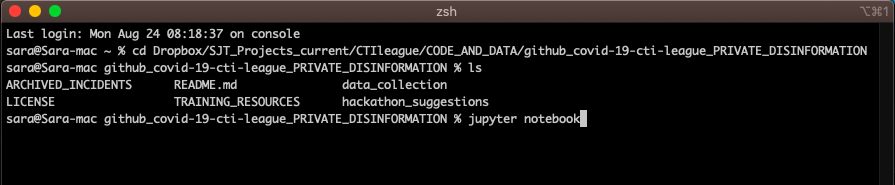 zsh
⌥⌘1
Last login: Mon Aug 24 08:18:37 on console
sara@Sara-mac ~ % cd Dropbox/SJT_Projects_current/CTIleague/CODE_AND_DATA/github_covid-19-cti-league_PRIVATE_DISINFORMATION
sara@Sara-mac github_covid-19-cti-league_PRIVATE_DISINFORMATION % ls
ARCHIVED_INCIDENTS README.md data_collection
LICENSE TRAINING_RESOURCES hackathon_suggestions
sara@Sara-mac github_covid-19-cti-league_PRIVATE_DISINFORMATION % jupyter notebook